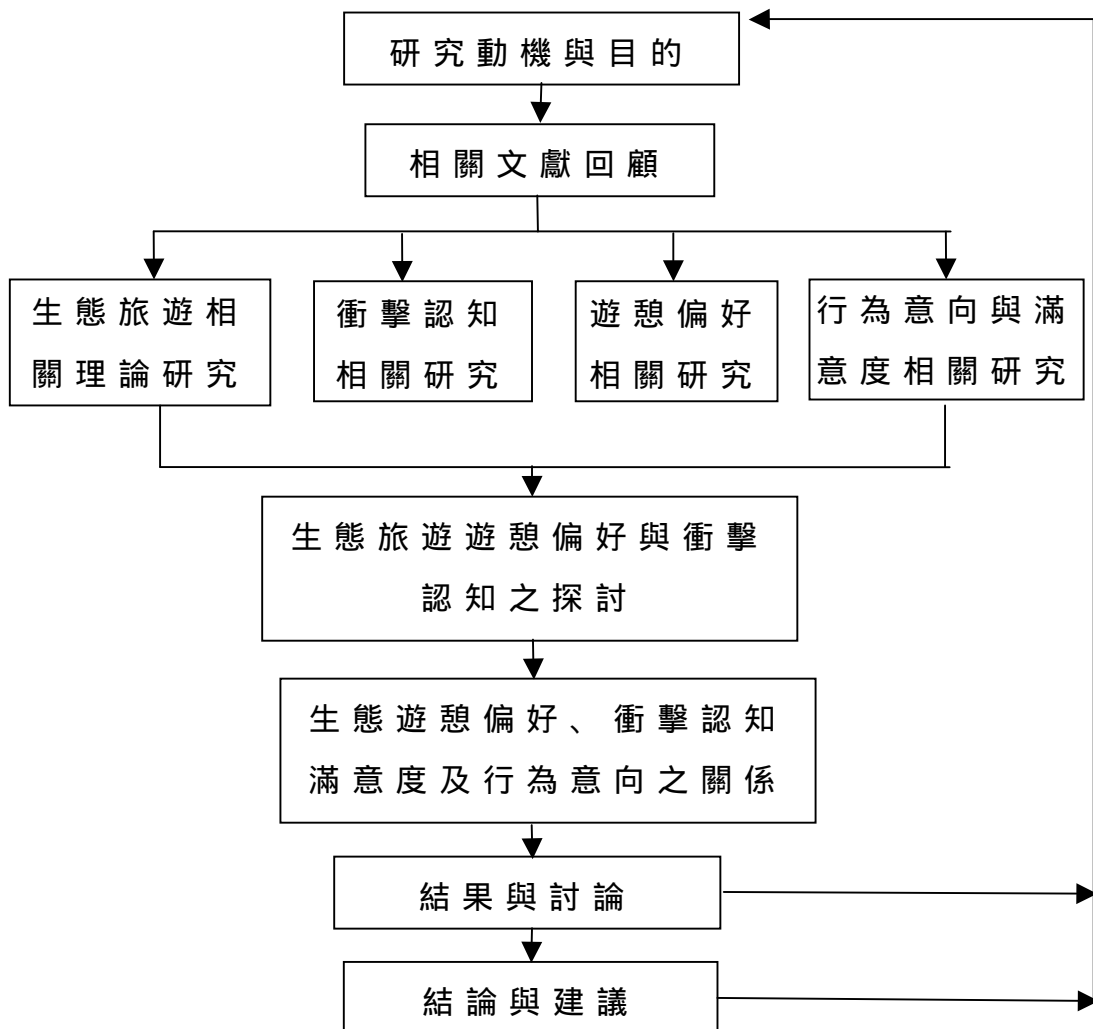 研究動機與目的
相關文獻回顧
生態旅遊相
關理論研究
衝擊認知
相關研究
遊憩偏好
相關研究
行為意向與滿
意度相關研究
生態旅遊遊憩偏好與衝擊
認知之探討
生態遊憩偏好、衝擊認知
滿意度及行為意向之關係
結果與討論
結論與建議